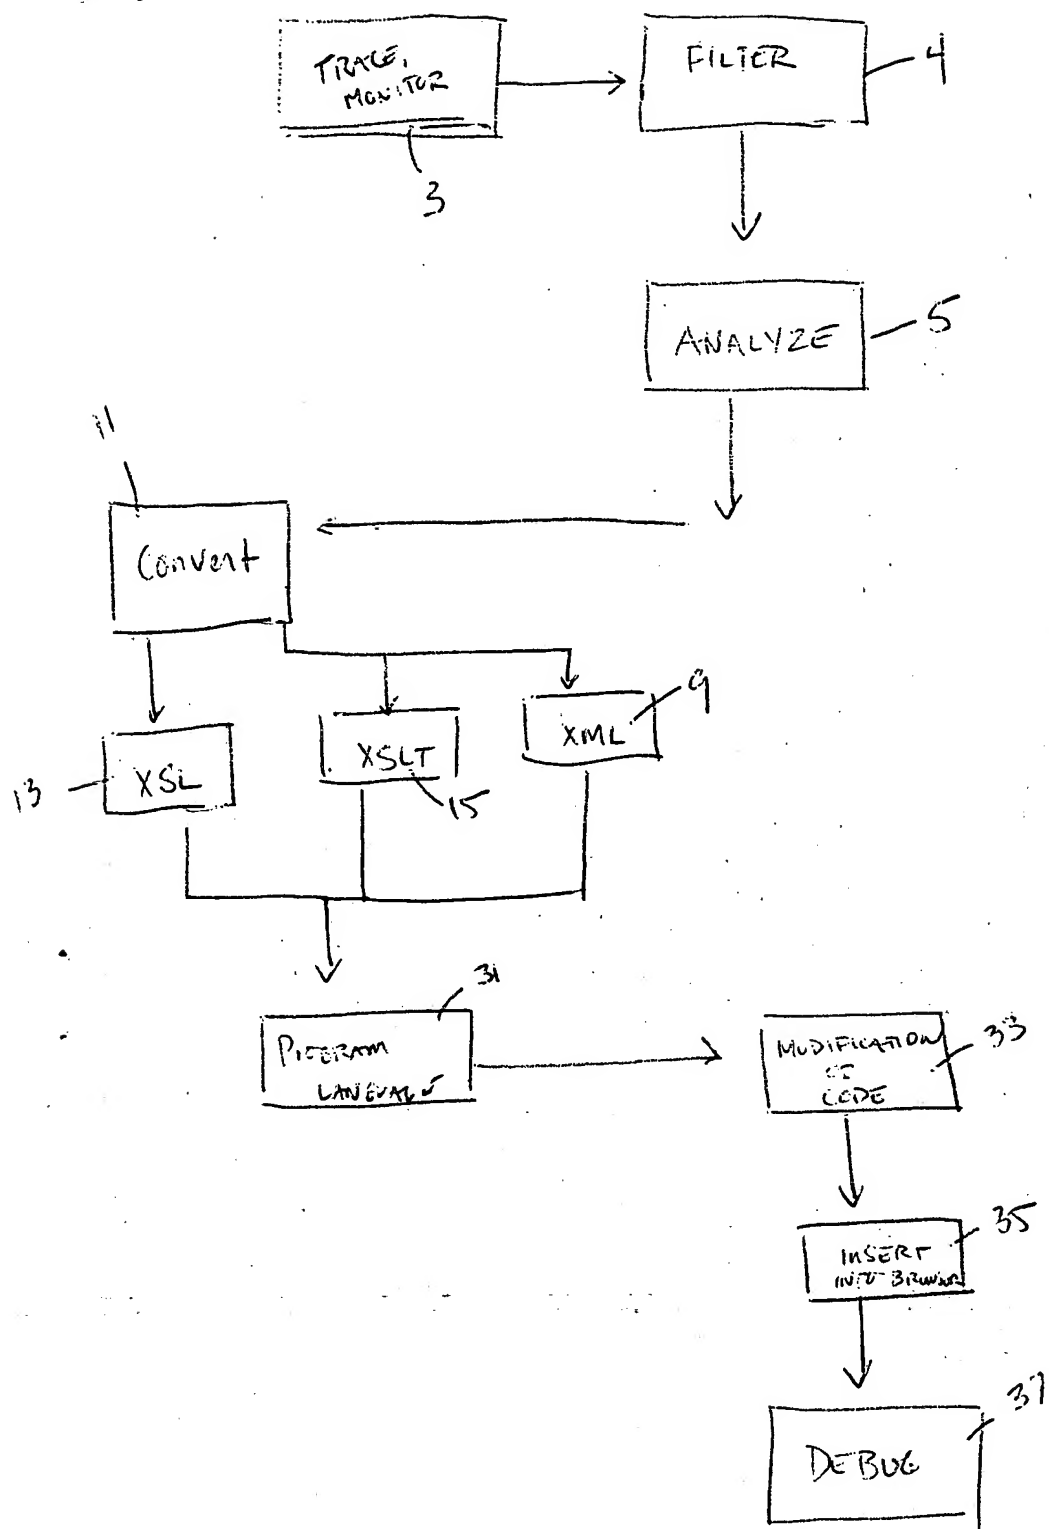 TRACE,
MONITOR
3
FILTER
4
ANALYZE
5
11
Convert
XSL
13
XSLT
15
XML
9
PROGRAM
LANGUAGE
31
MODIFICATION
OF
CODE
33
INSERT
INTO BROWSER
35
DEBUG
37